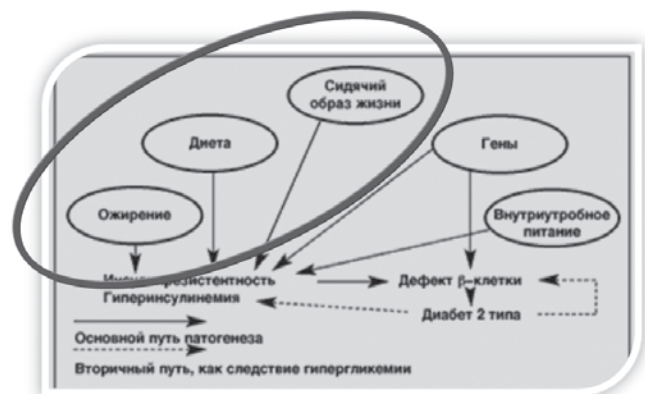 Сидячий
образ жизни
Диета
Гены
Ожирение
Внутриутробное
питание
Дефект β–клетки
Гиперинсулинемия
Диабет 2 типа
Основной путь патогенеза
Вторичный путь, как следствие гипергликемии